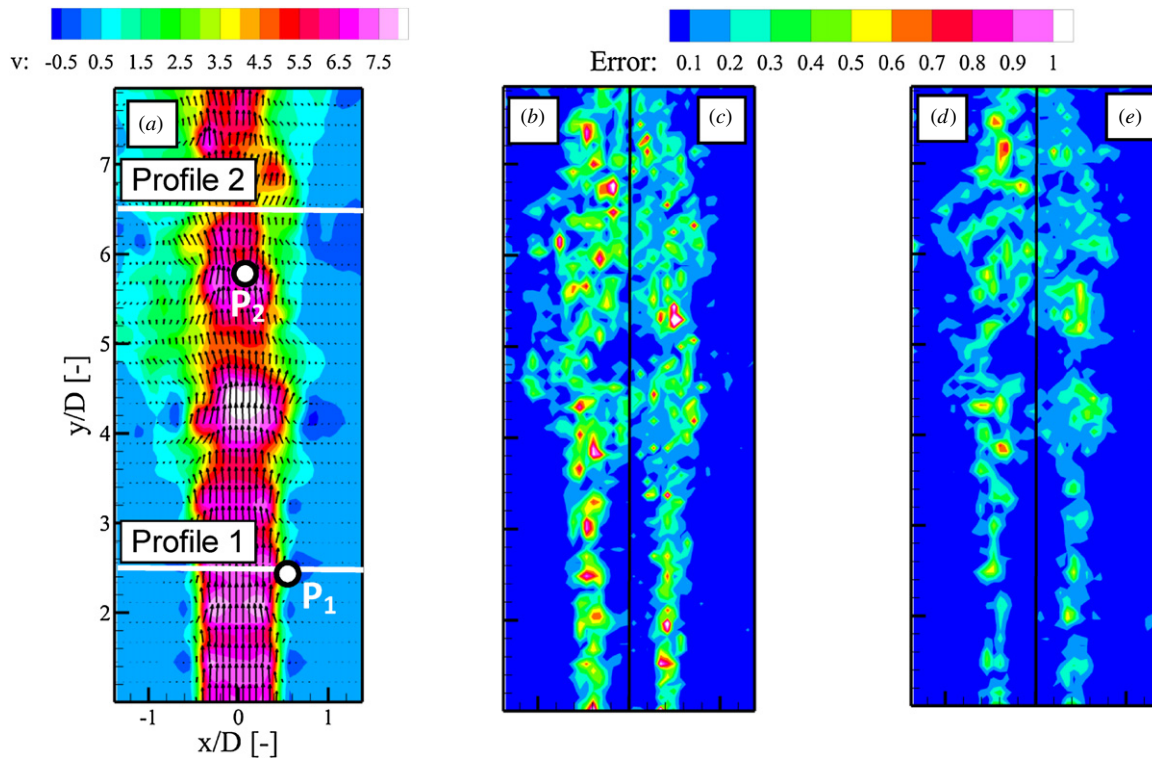 v: -0.5 0.5 1.5 2.5 3.5 4.5 5.5 6.5 7.5
Error: 0.1 0.2 0.3 0.4 0.5 0.6 0.7 0.8 0.9 1
(a)
(b)
(c)
(d)
(e)
7
Profile 2
6
P2
5
y/D [-]
4
3
Profile 1
P1
2
-1 0 1
x/D [-]